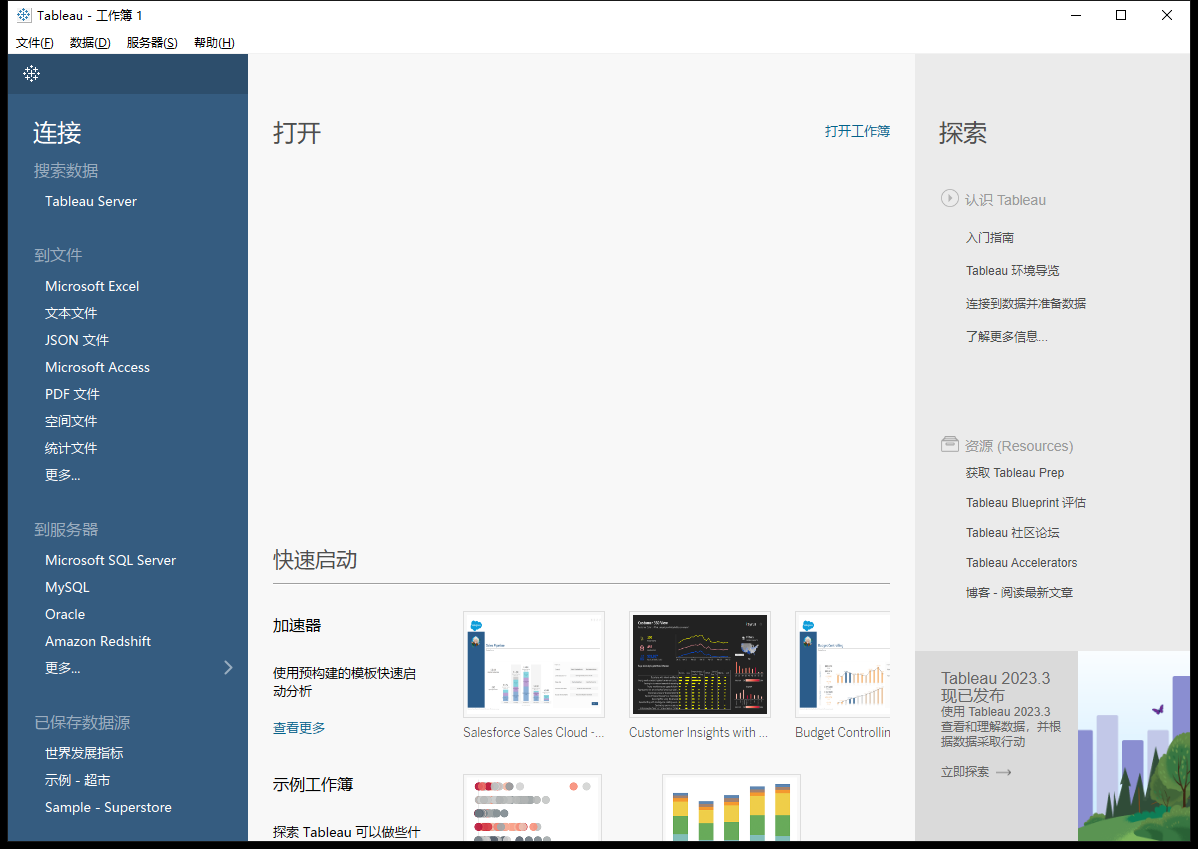 Tableau - 工作簿 1
文件(F) 数据(D) 服务器(S) 帮助(H)
连接
搜索数据
Tableau Server
到文件
Microsoft Excel
文本文件
JSON 文件
Microsoft Access
PDF 文件
空间文件
统计文件
更多...
到服务器
Microsoft SQL Server
MySQL
Oracle
Amazon Redshift
更多...
已保存数据源
世界发展指标
示例 - 超市
Sample - Superstore
打开
打开工作簿
快速启动
加速器
使用预构建的模板快速启
动分析
查看更多
Salesforce Sales Cloud -...
Customer Insights with ...
Budget Controllin
示例工作簿
探索 Tableau 可以做些什
探索
认识 Tableau
入门指南
Tableau 环境导览
连接到数据并准备数据
了解更多信息...
资源 (Resources)
获取 Tableau Prep
Tableau Blueprint 评估
Tableau 社区论坛
Tableau Accelerators
博客 - 阅读最新文章
Tableau 2023.3
现已发布
使用 Tableau 2023.3
查看和理解数据，并根
据数据采取行动
立即探索